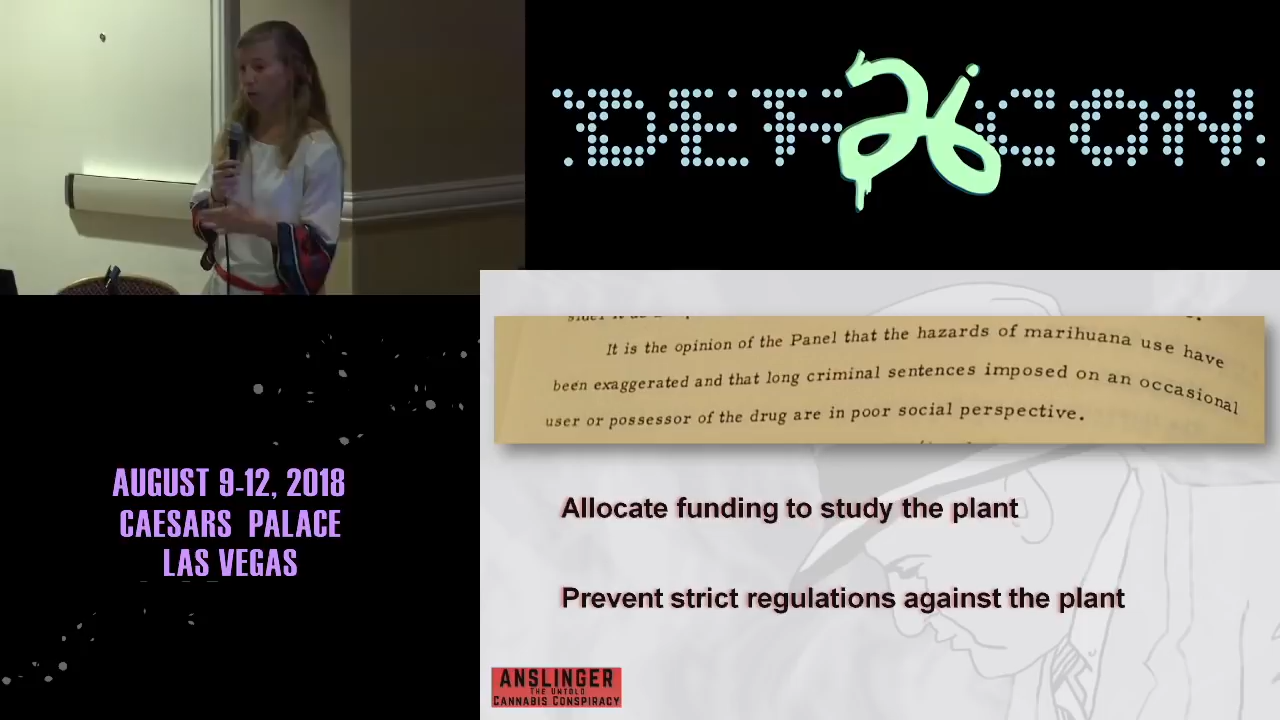 DEF CON
26
AUGUST 9-12, 2018
CAESARS PALACE
LAS VEGAS
It is the opinion of the Panel that the hazards of marihuana use have
been exaggerated and that long criminal sentences imposed on an occasional
user or possessor of the drug are in poor social perspective.
Allocate funding to study the plant
Prevent strict regulations against the plant
ANSLINGER
THE UNTOLD
CANNABIS CONSPIRACY